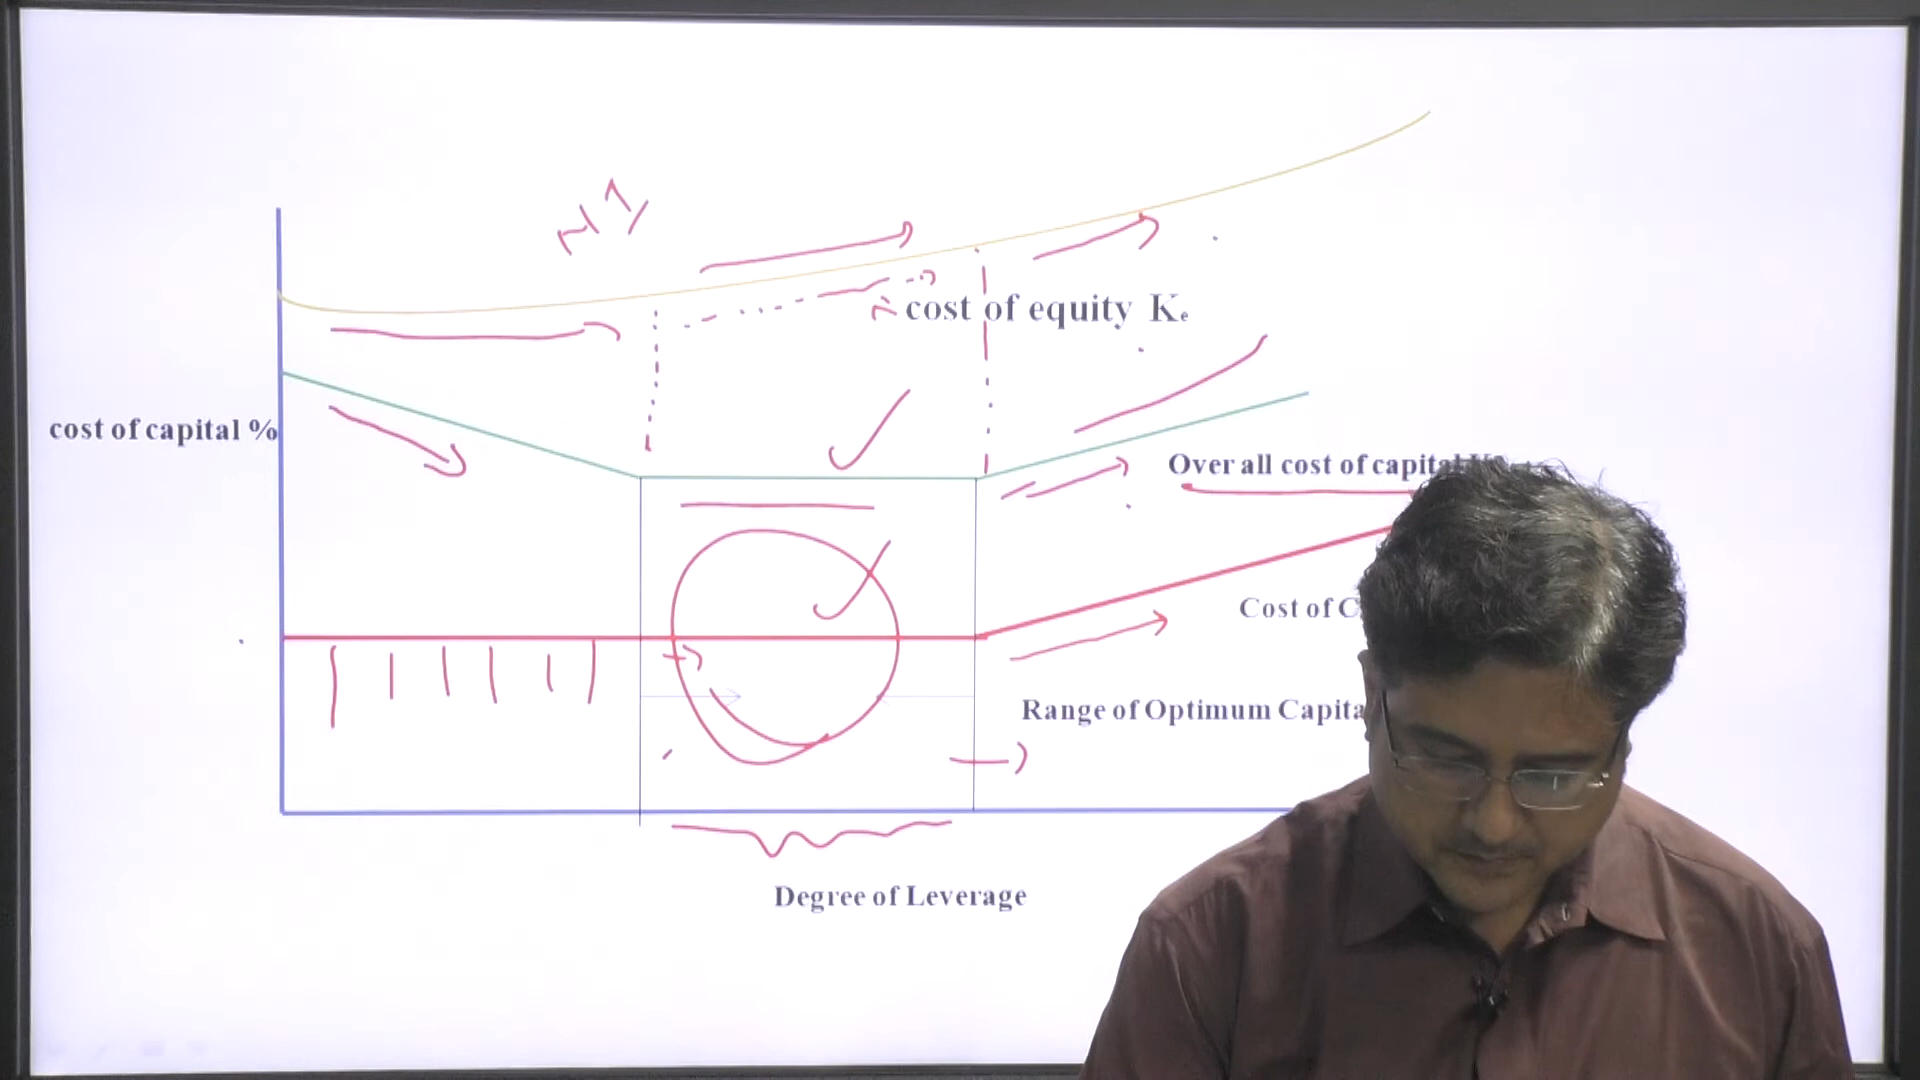 cost of equity Kₑ
cost of capital %
Over all cost of capital
Cost of C
Range of Optimum Capita
Degree of Leverage